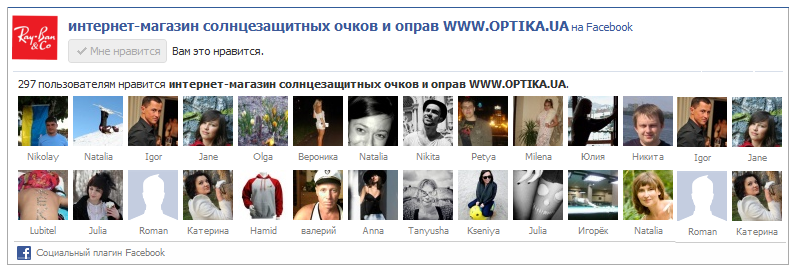 Ray-Ban
& Co
интернет-магазин солнцезащитных очков и оправ WWW.OPTIKA.UA на Facebook
Мне нравится Вам это нравится.
297 пользователям нравится интернет-магазин солнцезащитных очков и оправ WWW.OPTIKA.UA.
Nikolay Natalia Igor Jane Olga Вероника Natalia Nikita Petya Milena Юлия Никита Igor Jane
Lubitel Julia Roman Катерина Hamid валерий Anna Tanyusha Kseniya Julia Игорёк Natalia Roman Катерина
f Социальный плагин Facebook